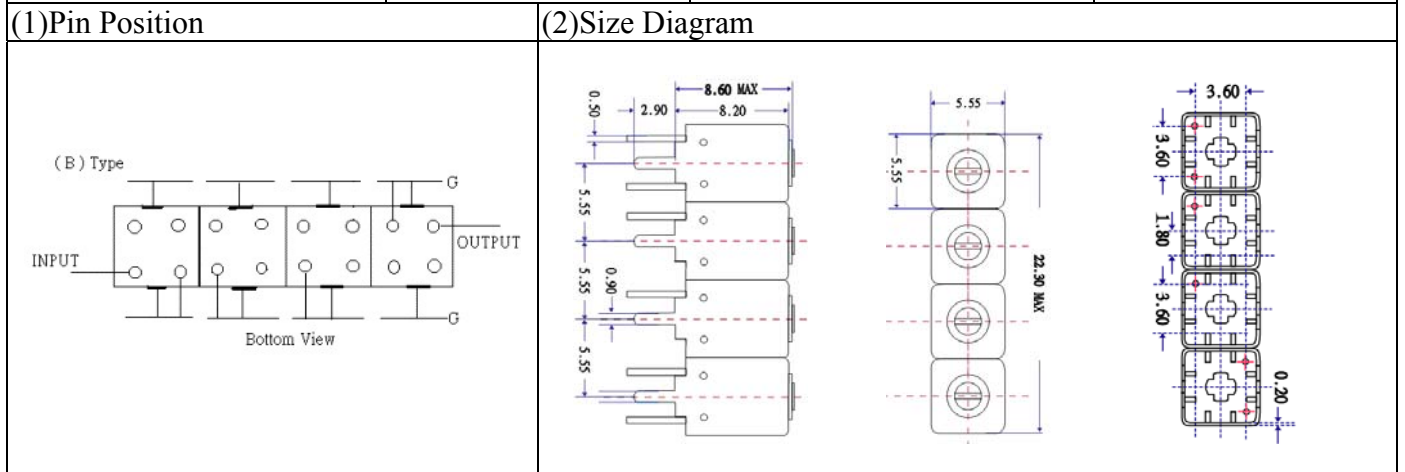 (1)Pin Position
(2)Size Diagram
(B) Type
G
INPUT
OUTPUT
G
Bottom View
8.60 MAX
0.50
2.90
8.20
5.55
5.55
0.90
5.55
5.55
5.55
22.30 MAX
3.60
3.60
1.80
3.60
0.20